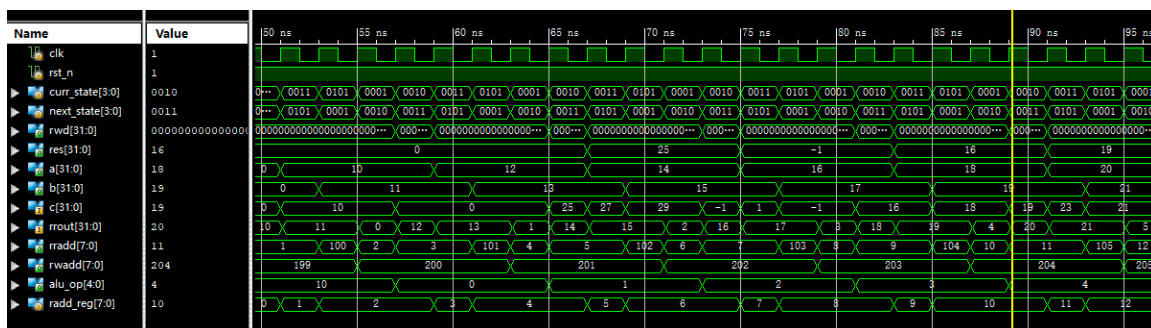 Name Value 50 ns 55 ns 60 ns 65 ns 70 ns 75 ns 80 ns 85 ns 90 ns 95 ns
clk 1
rst_n 1
curr_state[3:0] 0010 0··· 0011 0101 0001 0010 0011 0101 0001 0010 0011 0101 0001 0010 0011 0101 0001 0010 0011 0101 0001 0010 0011 0101 0001
next_state[3:0] 0011 0··· 0101 0001 0010 0011 0101 0001 0010 0011 0101 0001 0010 0011 0101 0001 0010 0011 0101 0001 0010 0011 0101 0001 0010
rwd[31:0]
res[31:0] 16 0 25 -1 16 19
a[31:0] 18 0 10 12 14 16 18 20
b[31:0] 19 0 11 13 15 17 19 21
c[31:0] 19 0 10 0 25 27 29 -1 1 -1 16 18 19 23 21
rrout[31:0] 20 10 11 0 12 13 1 14 15 2 16 17 3 18 19 4 20 21 5
rradd[7:0] 11 1 100 2 3 101 4 5 102 6 7 103 8 9 104 10 11 105 12
rwadd[7:0] 204 199 200 201 202 203 204 205
alu_op[4:0] 4 10 0 1 2 3 4
radd_reg[7:0] 10 0 1 2 3 4 5 6 7 8 9 10 11 12